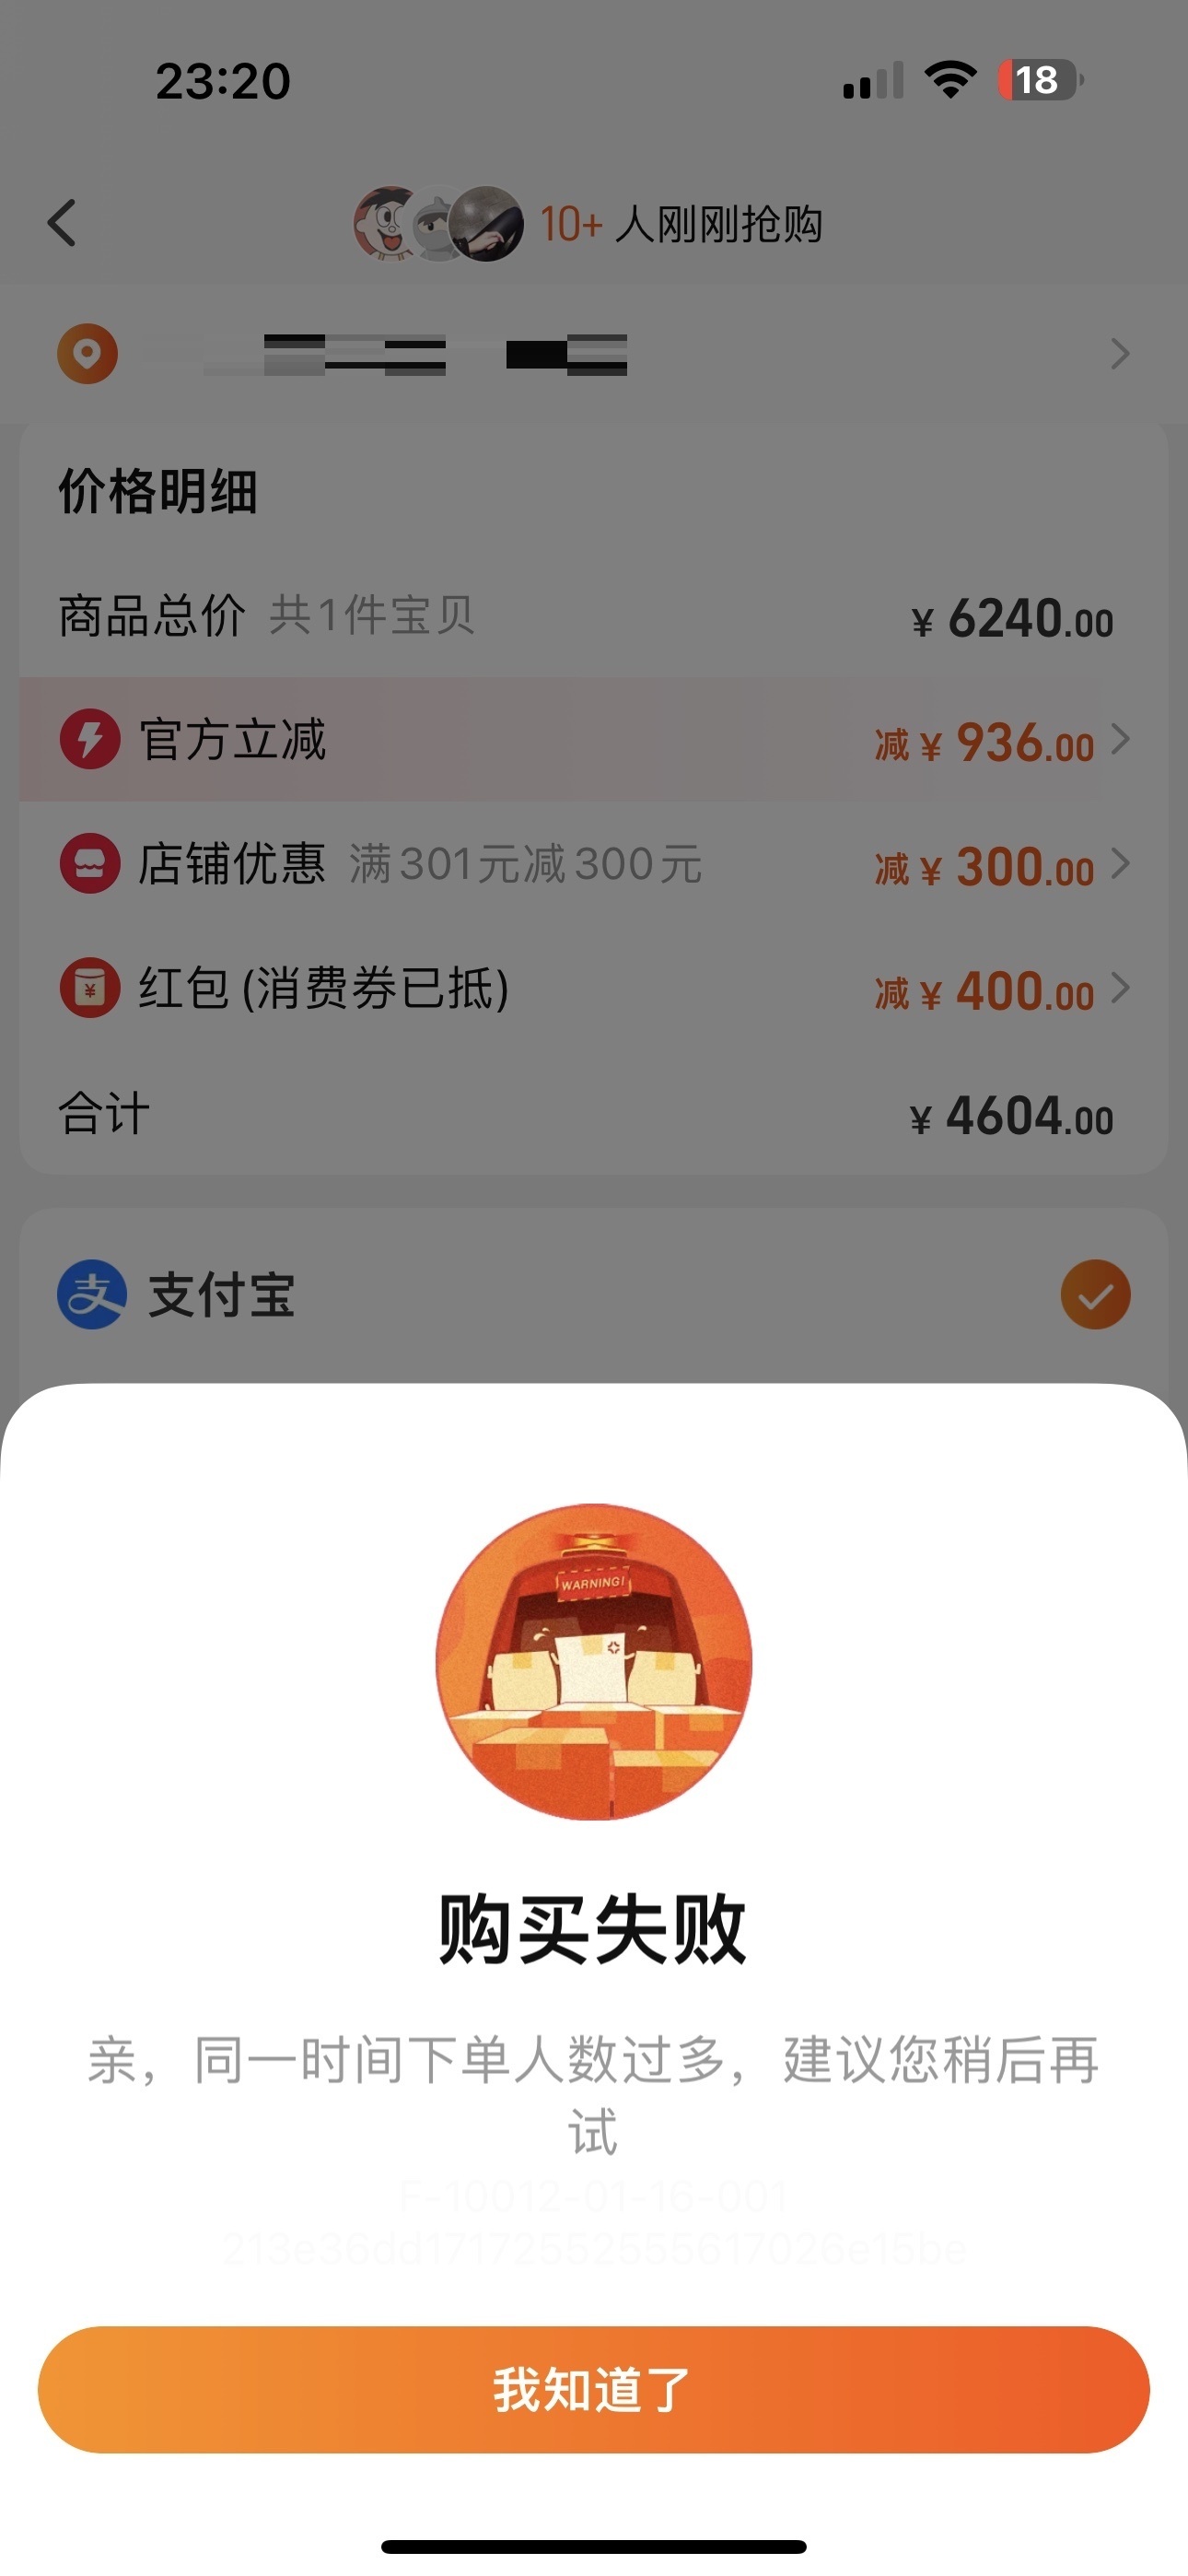 23:20
18
10+ 人刚刚抢购
价格明细
商品总价 共1件宝贝 ¥ 6240.00
官方立减 减 ¥ 936.00
店铺优惠 满301元减300元 减 ¥ 300.00
¥ 红包 (消费券已抵) 减 ¥ 400.00
合计 ¥ 4604.00
支 支付宝
WARNING!
购买失败
亲，同一时间下单人数过多，建议您稍后再
试
F-10012-01-16-001
我知道了